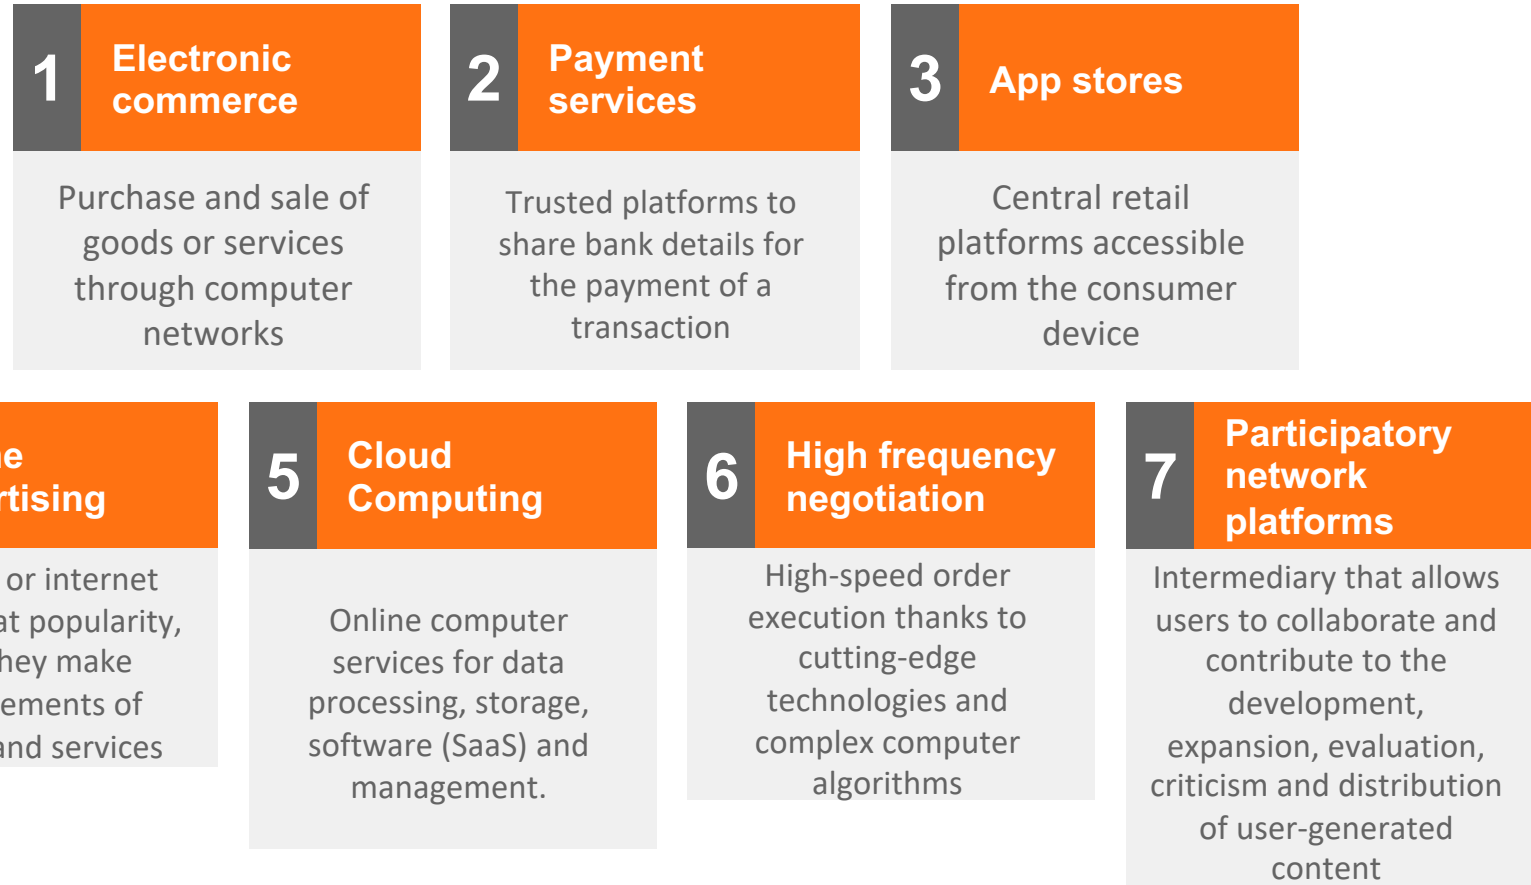 1
Electronic
commerce
Purchase and sale of
goods or services
through computer
networks
2
Payment
services
Trusted platforms to
share bank details for
the payment of a
transaction
3
App stores
Central retail
platforms accessible
from the consumer
device
or internet
popularity,
make
of
and services
5
Cloud
Computing
Online computer
services for data
processing, storage,
software (SaaS) and
management.
6
High frequency
negotiation
High-speed order
execution thanks to
cutting-edge
technologies and
complex computer
algorithms
7
Participatory
network
platforms
Intermediary that allows
users to collaborate and
contribute to the
development,
expansion, evaluation,
criticism and distribution
of user-generated
content